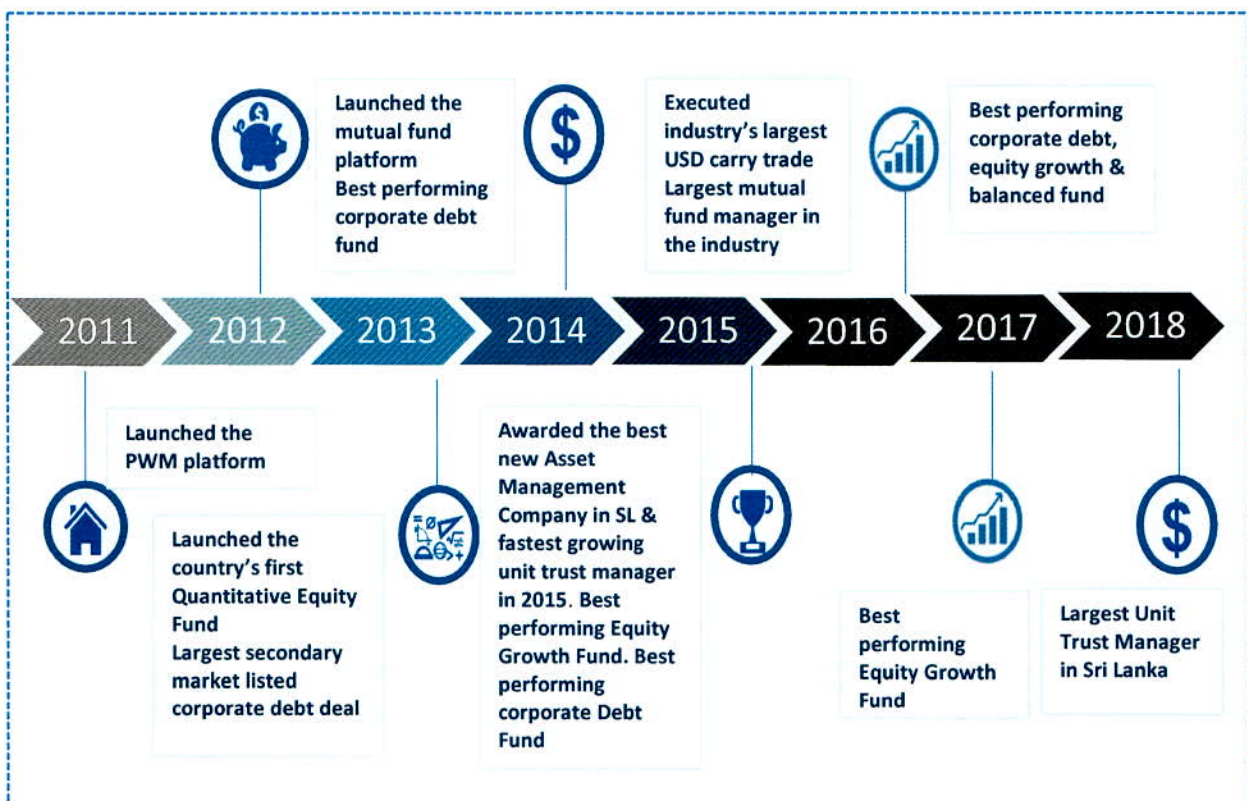 Launched the
mutual fund
platform
Best performing
corporate debt
fund
$
Executed
industry's largest
USD carry trade
Largest mutual
fund manager in
the industry
Best performing
corporate debt,
equity growth &
balanced fund
2011
2012
2013
2014
2015
2016
2017
2018
Launched the
PWM platform
Launched the
country's first
Quantitative Equity
Fund
Largest secondary
market listed
corporate debt deal
Awarded the best
new Asset
Management
Company in SL &
fastest growing
unit trust manager
in 2015. Best
performing Equity
Growth Fund. Best
performing
corporate Debt
Fund
Best
performing
Equity Growth
Fund
$
Largest Unit
Trust Manager
in Sri Lanka